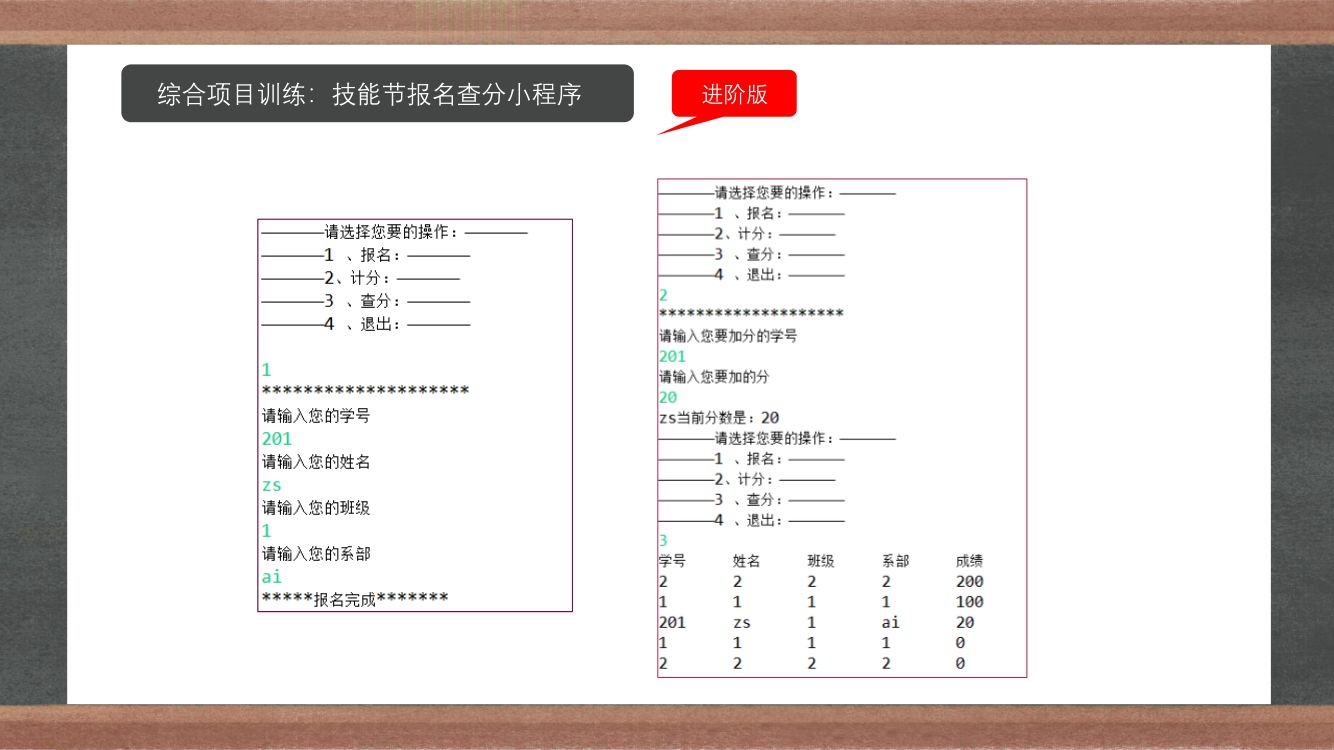 综合项目训练：技能节报名查分小程序
进阶版
————请选择您要的操作：————
————1 、报名：————
————2、计分：————
————3 、查分：————
————4 、退出：————
1
********************
请输入您的学号
201
请输入您的姓名
zs
请输入您的班级
1
请输入您的系部
ai
*****报名完成*******
————请选择您要的操作：————
————1 、报名：————
————2、计分：————
————3 、查分：————
————4 、退出：————
2
********************
请输入您要加分的学号
201
请输入您要加的分
20
zs当前分数是：20
————请选择您要的操作：————
————1 、报名：————
————2、计分：————
————3 、查分：————
————4 、退出：————
3
学号 姓名 班级 系部 成绩
2 2 2 2 200
1 1 1 1 100
201 zs 1 ai 20
1 1 1 1 0
2 2 2 2 0